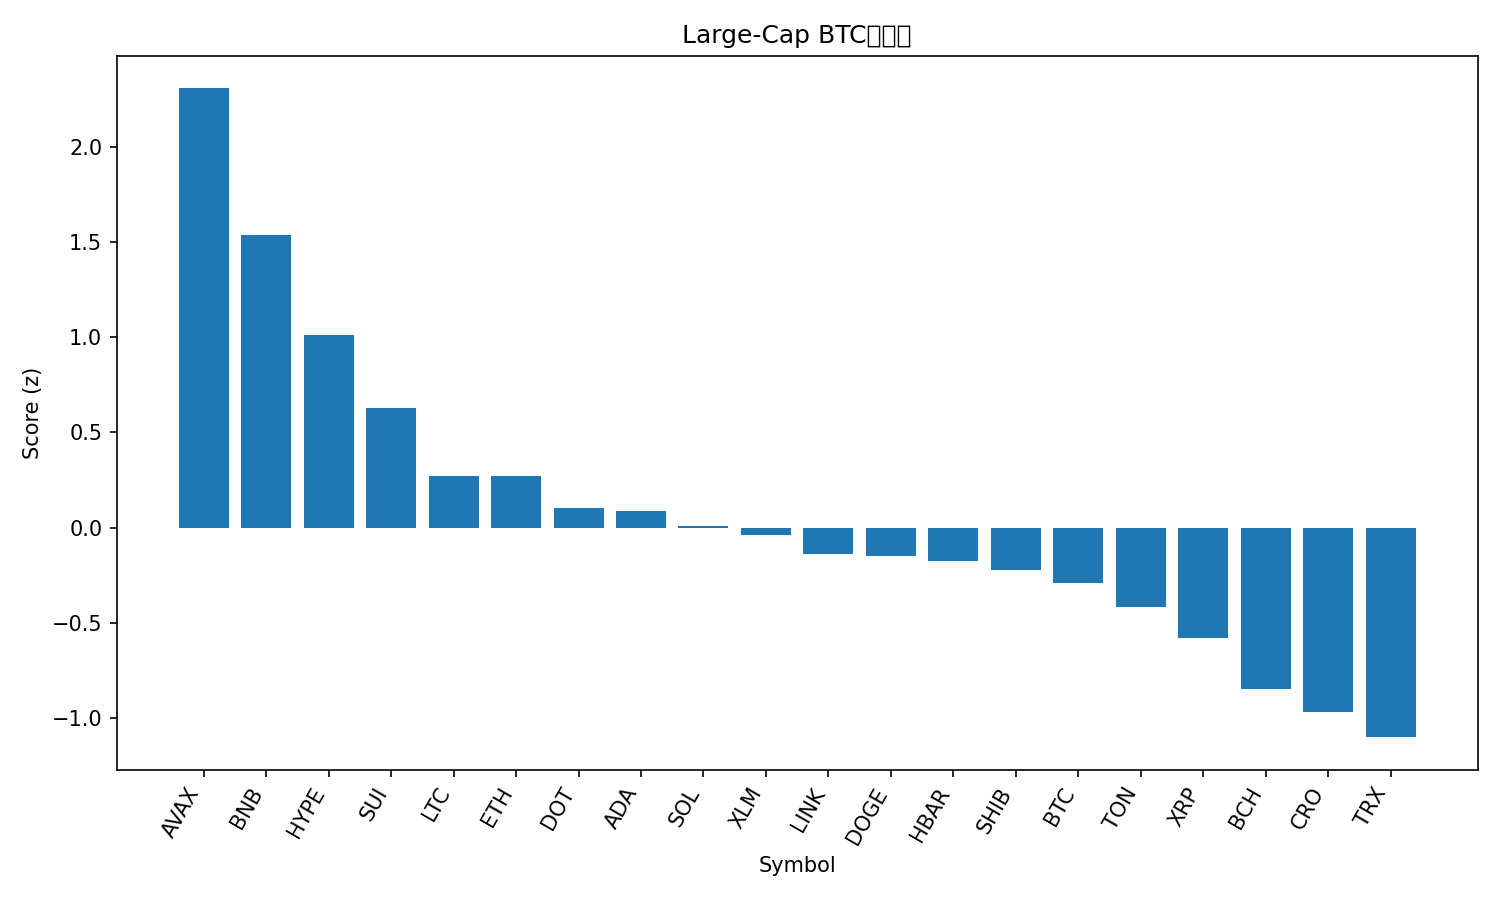 Large-Cap BTC
Score (z)
2.0
1.5
1.0
0.5
0.0
−0.5
−1.0
AVAX
BNB
HYPE
SUI
LTC
ETH
DOT
ADA
SOL
XLM
LINK
DOGE
HBAR
SHIB
BTC
TON
XRP
BCH
CRO
TRX
Symbol